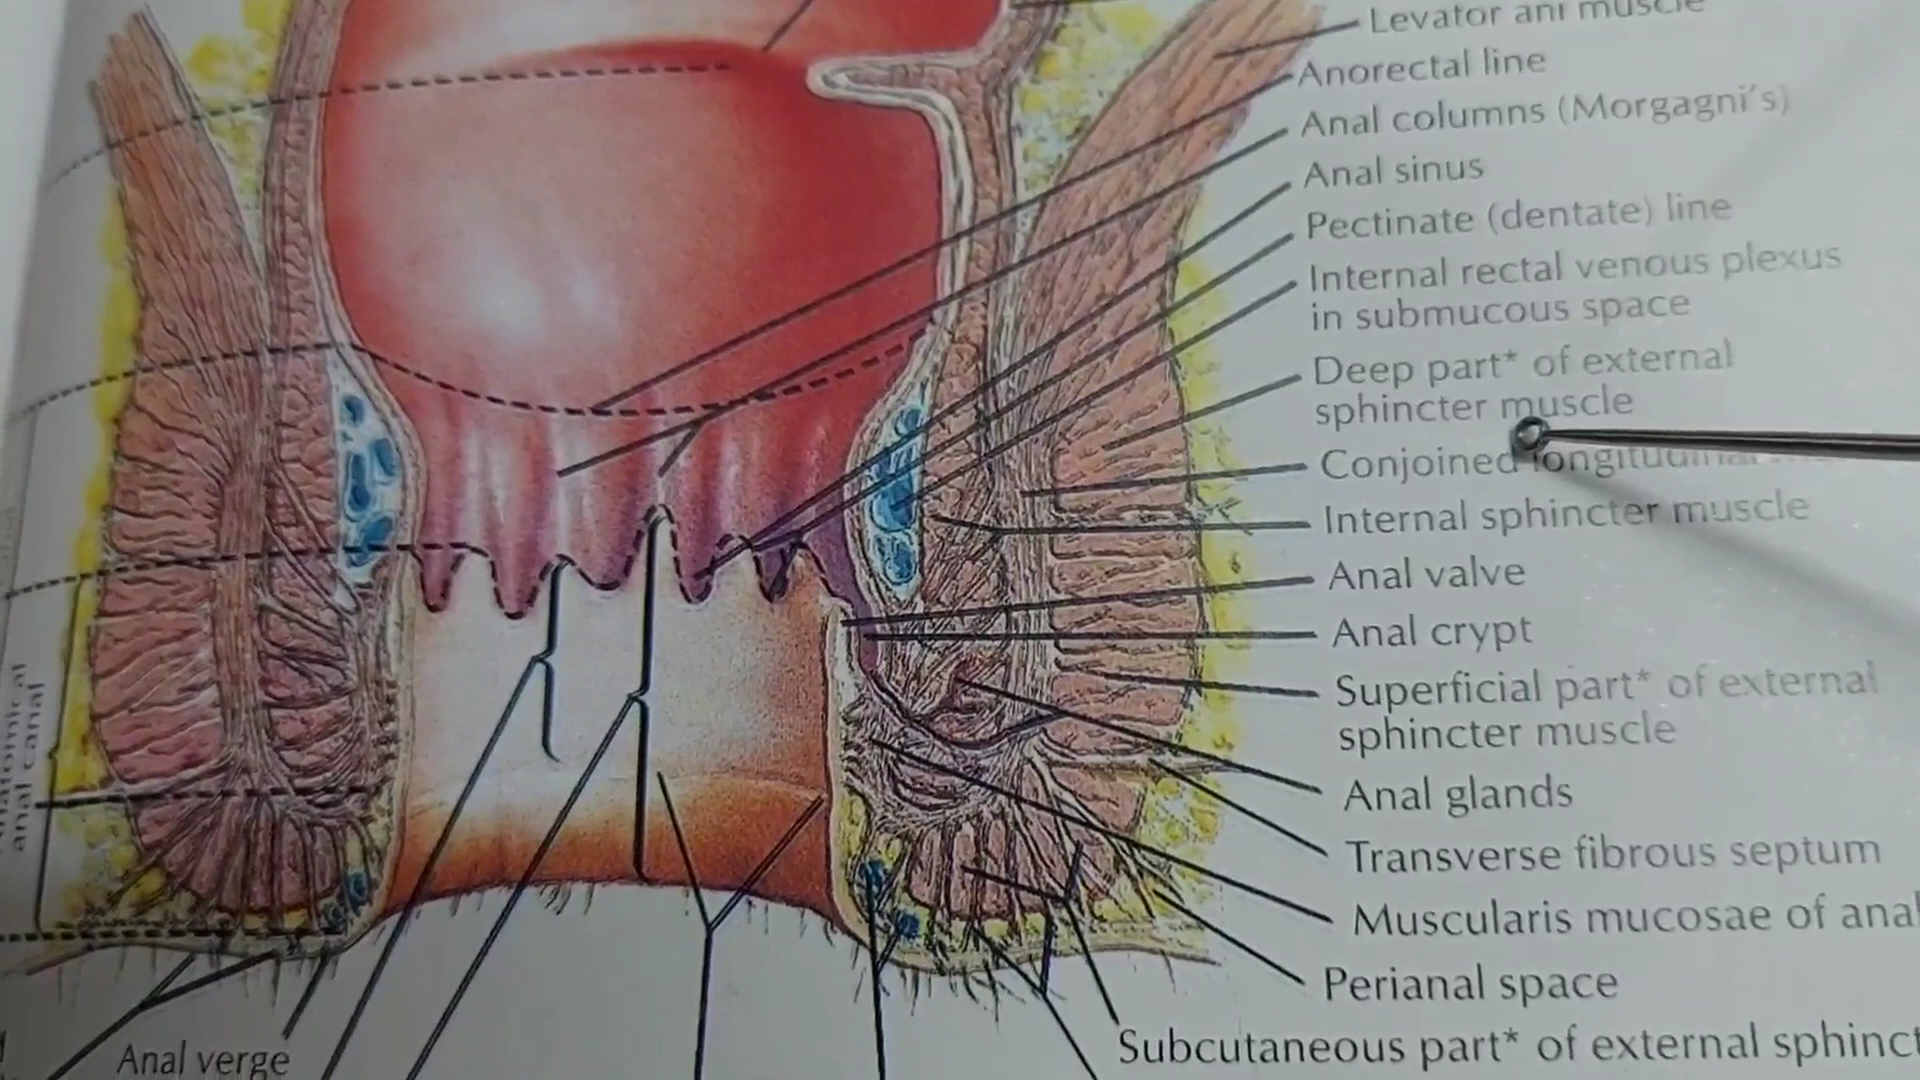 Levator ani muscle
Anorectal line
Anal columns (Morgagni's)
Anal sinus
Pectinate (dentate) line
Internal rectal venous plexus
in submucous space
Deep part* of external
sphincter muscle
Conjoined longitudinal
Internal sphincter muscle
Anal valve
Anal crypt
Superficial part* of external
sphincter muscle
Anal glands
Transverse fibrous septum
Muscularis mucosae of anal
Perianal space
Subcutaneous part* of external sphinct
Anal verge
anal canal